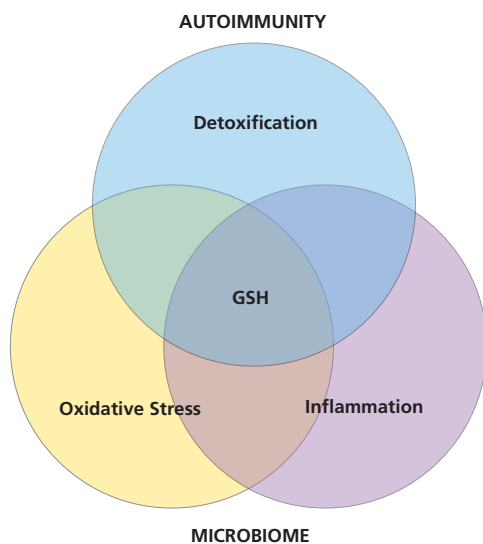 AUTOIMMUNITY
Detoxification
GSH
Oxidative Stress
Inflammation
MICROBIOME